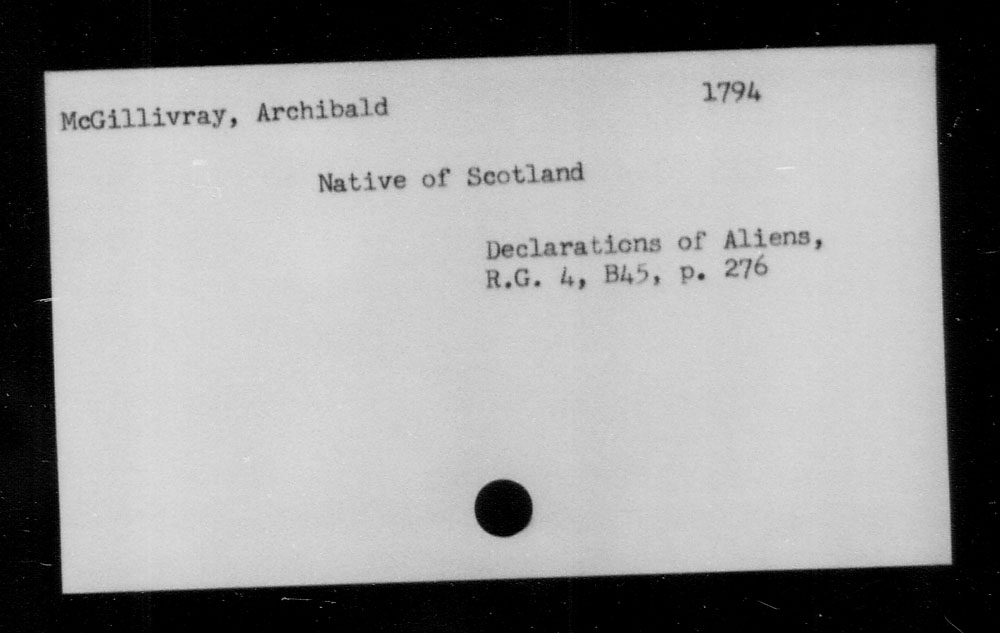 McGillivray, Archibald 1794
Native of Scotland
Declarations of Aliens,
R.G. 4, B45, p. 276